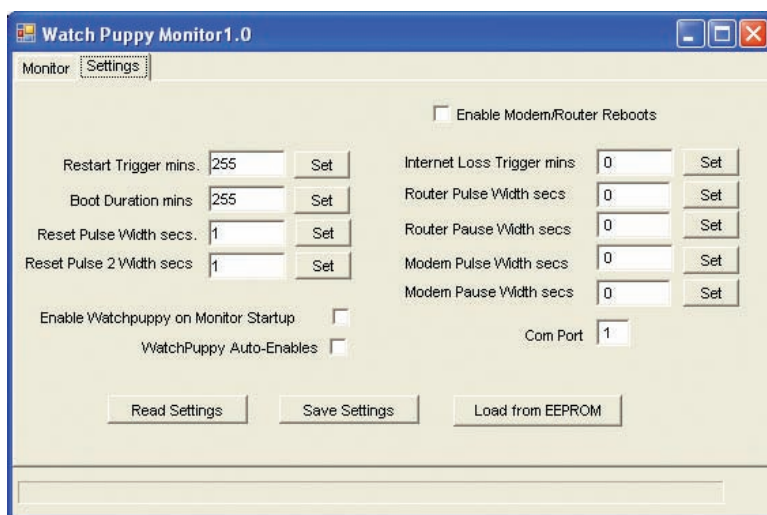 Watch Puppy Monitor1.0
Monitor Settings
Enable Modem/Router Reboots
Restart Trigger mins. 255 Set
Boot Duration mins 255 Set
Reset Pulse Width secs. 1 Set
Reset Pulse 2 Width secs 1 Set
Enable Watchpuppy on Monitor Startup
WatchPuppy Auto-Enables
Internet Loss Trigger mins 0 Set
Router Pulse Width secs 0 Set
Router Pause Width secs 0 Set
Modem Pulse Width secs 0 Set
Modem Pause Width secs 0 Set
Com Port 1
Read Settings Save Settings Load from EEPROM